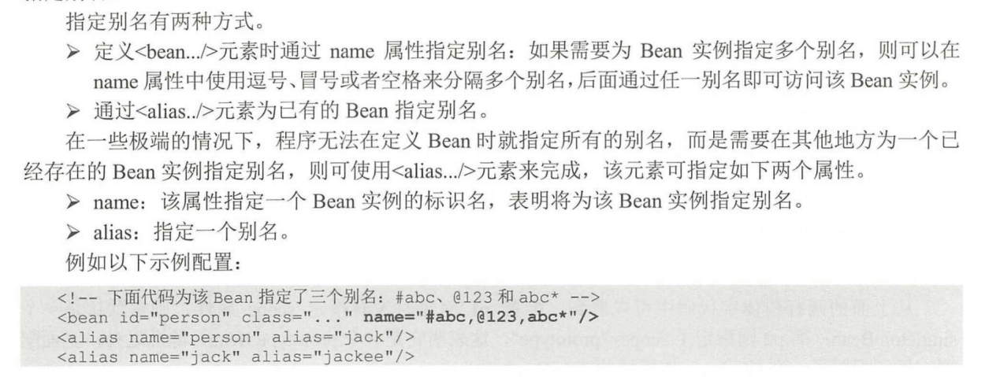 指定别名有两种方式。
➢ 定义<bean.../>元素时通过 name 属性指定别名：如果需要为 Bean 实例指定多个别名，则可以在
name 属性中使用逗号、冒号或者空格来分隔多个别名，后面通过任一别名即可访问该 Bean 实例。
➢ 通过<alias../>元素为已有的 Bean 指定别名。
在一些极端的情况下，程序无法在定义 Bean 时就指定所有的别名，而是需要在其他地方为一个已
经存在的 Bean 实例指定别名，则可使用<alias.../>元素来完成，该元素可指定如下两个属性。
➢ name：该属性指定一个 Bean 实例的标识名，表明将为该 Bean 实例指定别名。
➢ alias：指定一个别名。
例如以下示例配置：
<!-- 下面代码为该 Bean 指定了三个别名：#abc、@123 和 abc* -->
<bean id="person" class="..." name="#abc,@123,abc*"/>
<alias name="person" alias="jack"/>
<alias name="jack" alias="jackee"/>